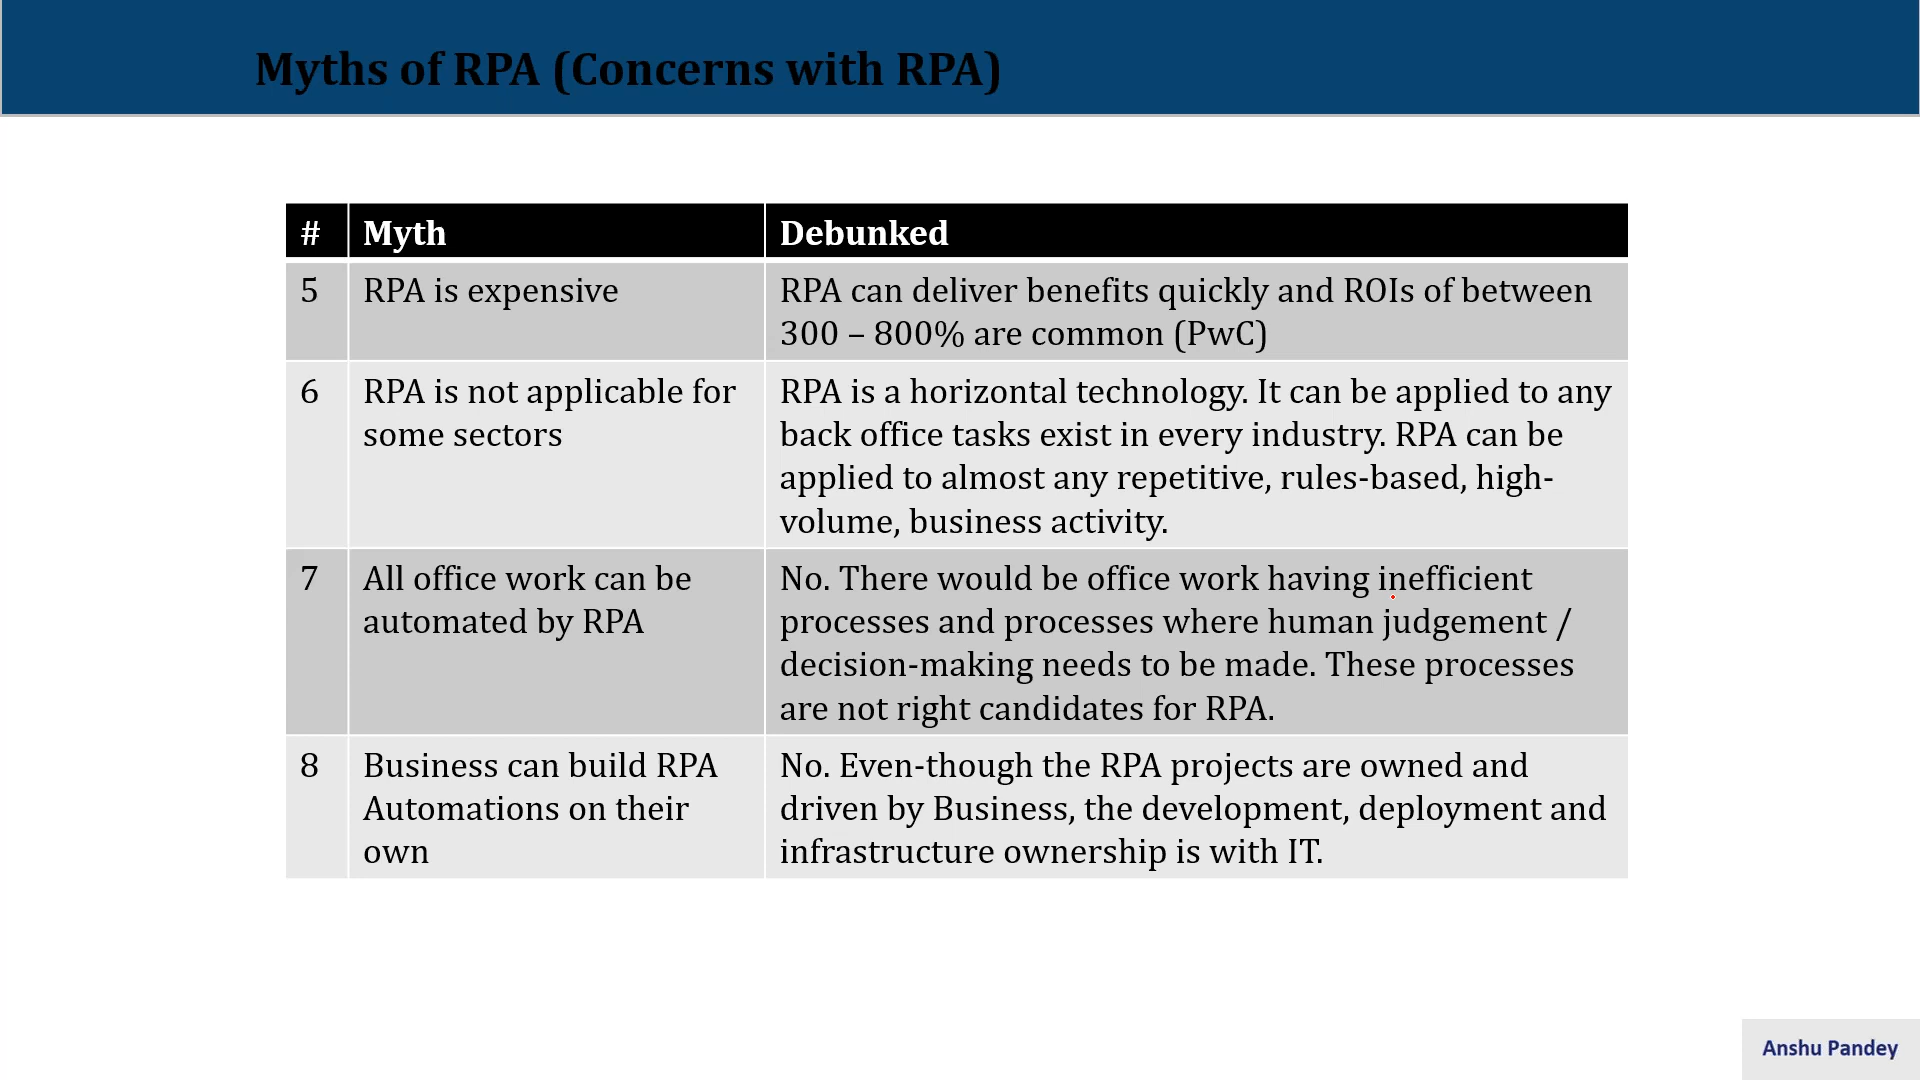 Myths of RPA (Concerns with RPA)
# Myth Debunked
5 RPA is expensive RPA can deliver benefits quickly and ROIs of between
300 – 800% are common (PwC)
6 RPA is not applicable for RPA is a horizontal technology. It can be applied to any
some sectors back office tasks exist in every industry. RPA can be
applied to almost any repetitive, rules-based, high-
volume, business activity.
7 All office work can be No. There would be office work having inefficient
automated by RPA processes and processes where human judgement /
decision-making needs to be made. These processes
are not right candidates for RPA.
8 Business can build RPA No. Even-though the RPA projects are owned and
Automations on their driven by Business, the development, deployment and
own infrastructure ownership is with IT.
Anshu Pandey